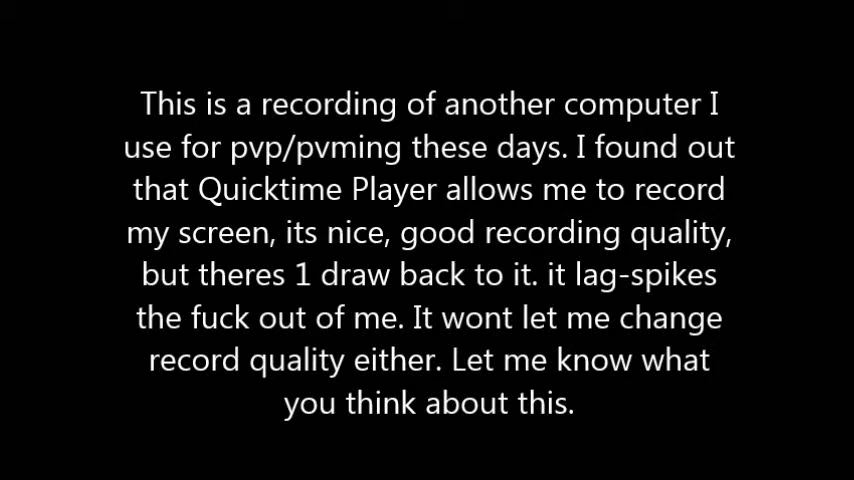 This is a recording of another computer I
use for pvp/pvming these days. I found out
that Quicktime Player allows me to record
my screen, its nice, good recording quality,
but theres 1 draw back to it. it lag-spikes
the fuck out of me. It wont let me change
record quality either. Let me know what
you think about this.